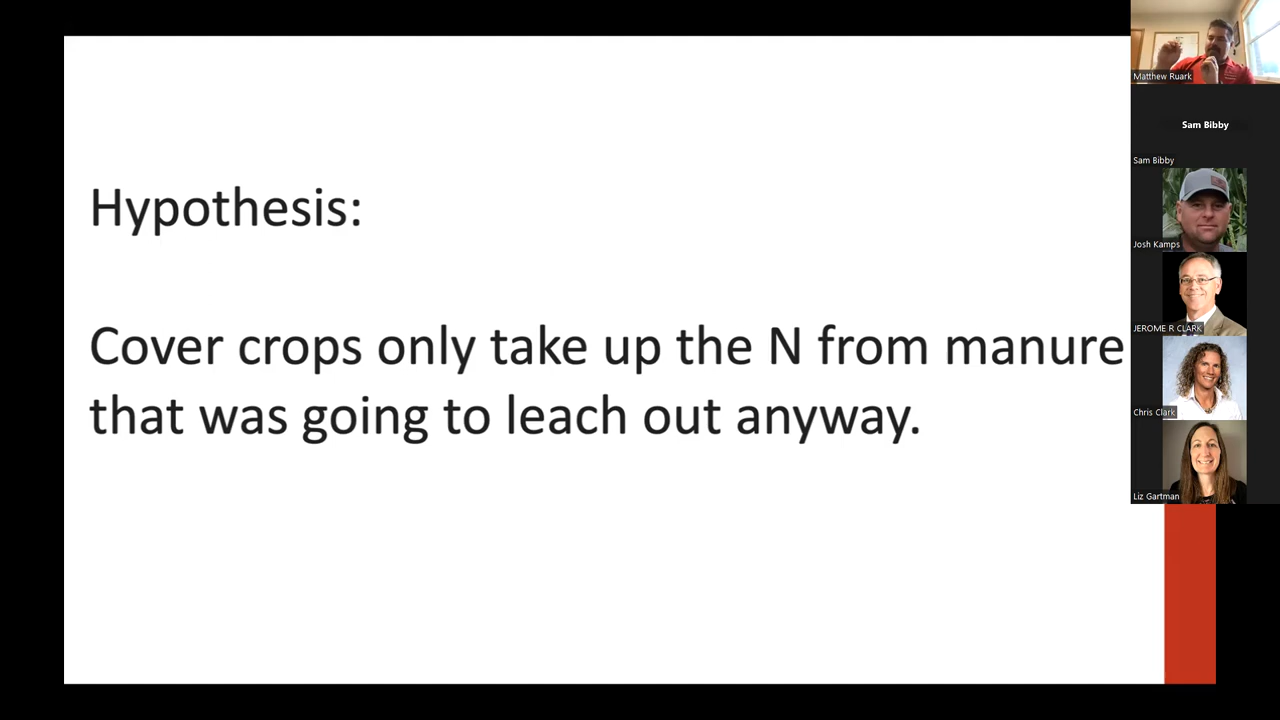 Hypothesis:
Cover crops only take up the N from manure
that was going to leach out anyway.
Matthew Ruark
Sam Bibby
Sam Bibby
Josh Kamps
JEROME R CLARK
Chris Clark
Liz Gartman